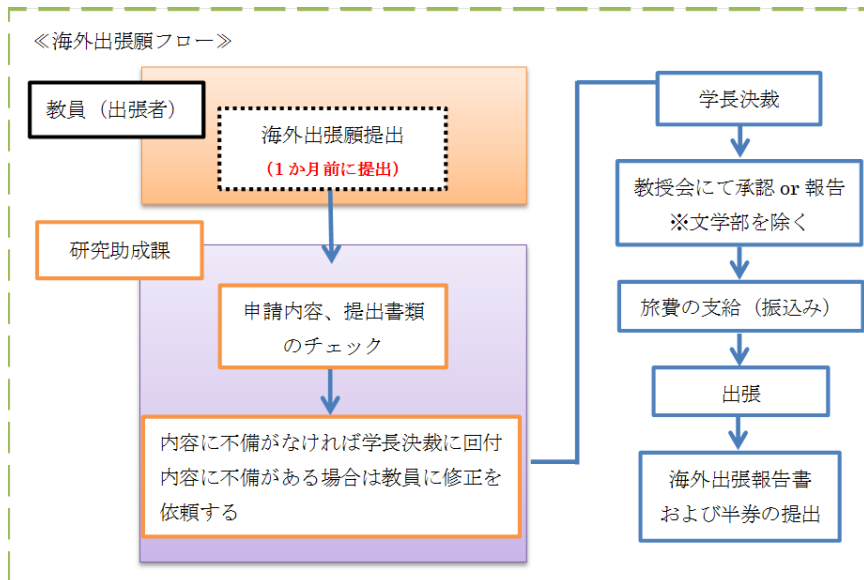 ≪海外出張願フロー≫
教員（出張者）
海外出張願提出
（1か月前に提出）
研究助成課
申請内容、提出書類
のチェック
内容に不備がなければ学長決裁に回付
内容に不備がある場合は教員に修正を
依頼する
学長決裁
教授会にて承認 or 報告
※文学部を除く
旅費の支給（振込み）
出張
海外出張報告書
および半券の提出